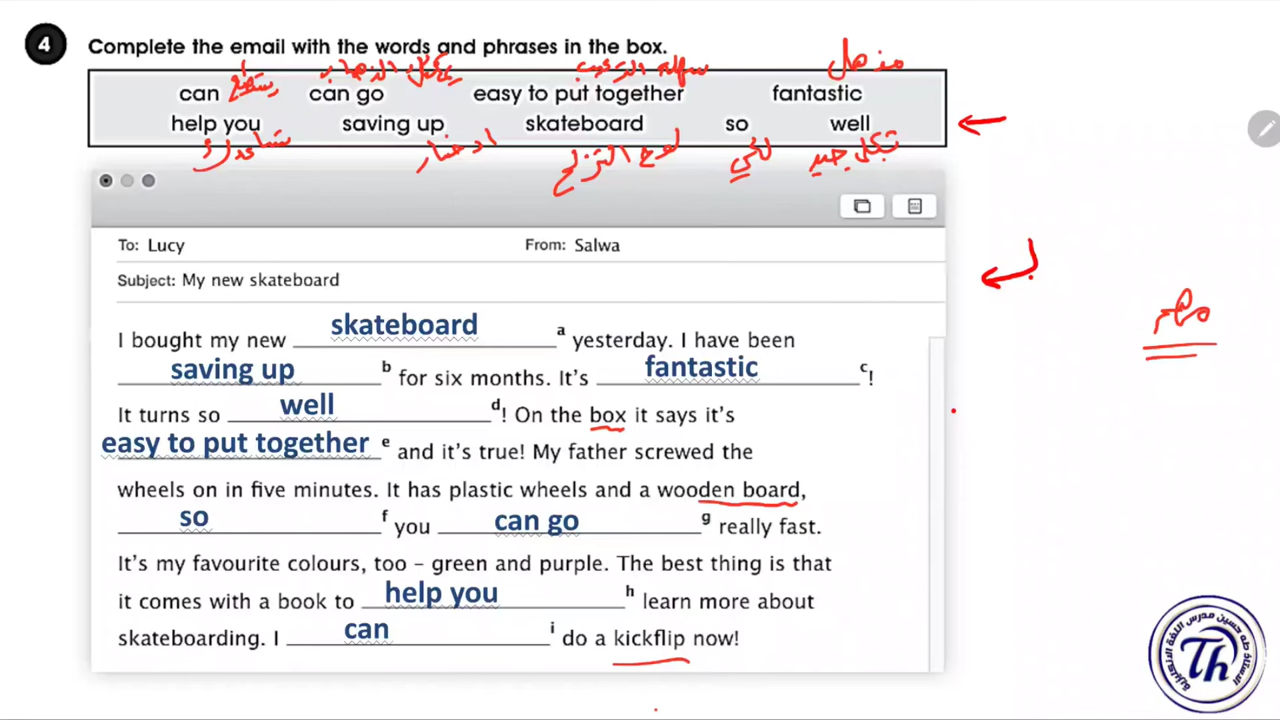 4 Complete the email with the words and phrases in the box.
يستطيع يمكن الذهاب سهلة التركيب مذهل
can can go easy to put together fantastic
help you saving up skateboard so well
تساعدك ادخار لوح التزلج لكي بشكل جيد
To: Lucy From: Salwa
Subject: My new skateboard
I bought my new skateboard a yesterday. I have been
saving up b for six months. It's fantastic c!
It turns so well d! On the box it says it's
easy to put together e and it's true! My father screwed the
wheels on in five minutes. It has plastic wheels and a wooden board,
so f you can go g really fast.
It's my favourite colours, too – green and purple. The best thing is that
it comes with a book to help you h learn more about
skateboarding. I can i do a kickflip now!
مهم
Th